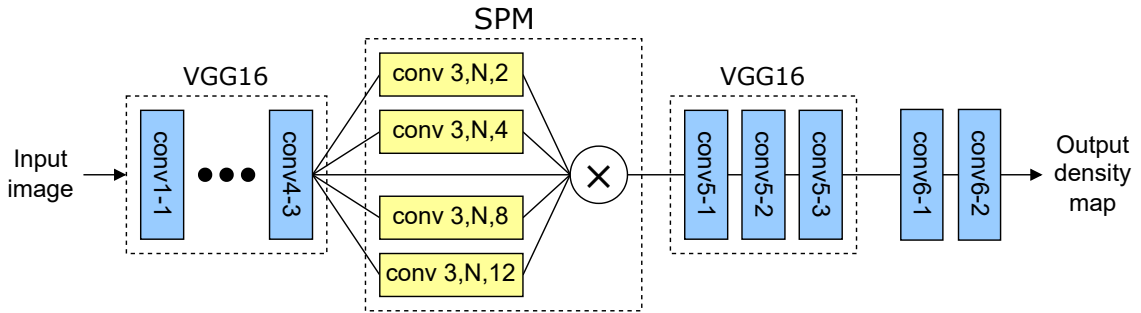 SPM
VGG16
VGG16
Input
image
conv1-1
conv4-3
conv 3,N,2
conv 3,N,4
conv 3,N,8
conv 3,N,12
×
conv5-1
conv5-2
conv5-3
conv6-1
conv6-2
Output
density
map